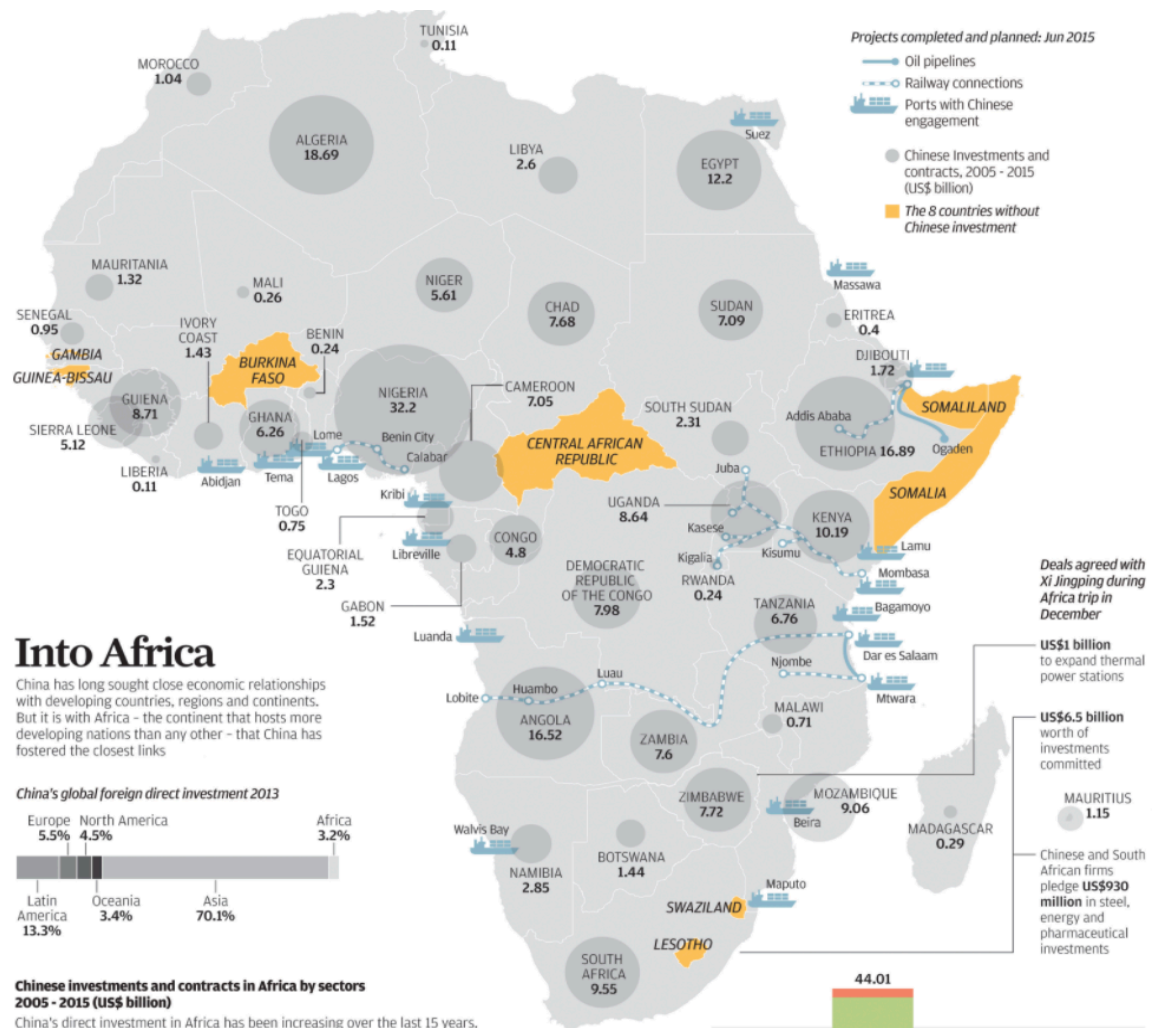 TUNISIA
0.11
MOROCCO
1.04
ALGERIA
18.69
LIBYA
2.6
Suez
EGYPT
12.2
Projects completed and planned: Jun 2015
Oil pipelines
Railway connections
Ports with Chinese
engagement
Chinese Investments and
contracts, 2005 - 2015
(US$ billion)
The 8 countries without
Chinese investment
MAURITANIA
1.32
MALI
0.26
NIGER
5.61
CHAD
7.68
SUDAN
7.09
Massawa
ERITREA
0.4
SENEGAL
0.95
GAMBIA
GUINEA-BISSAU
IVORY
COAST
1.43
BURKINA
FASO
BENIN
0.24
NIGERIA
32.2
CAMEROON
7.05
DJIBOUTI
1.72
GUIENA
8.71
SIERRA LEONE
5.12
LIBERIA
0.11
GHANA
6.26
Lome
Benin City
Calabar
Abidjan
Tema
Lagos
TOGO
0.75
CENTRAL AFRICAN
REPUBLIC
SOUTH SUDAN
2.31
Addis Ababa
ETHIOPIA 16.89
SOMALILAND
Ogaden
SOMALIA
Juba
UGANDA
8.64
Kasese
Kigalia
RWANDA
0.24
Kisumu
KENYA
10.19
Lamu
Mombasa
Kribi
EQUATORIAL
GUIENA
2.3
Libreville
GABON
1.52
CONGO
4.8
DEMOCRATIC
REPUBLIC
OF THE CONGO
7.98
TANZANIA
6.76
Bagamoyo
Dar es Salaam
Njombe
Mtwara
Luanda
Lobite
Huambo
Luau
ANGOLA
16.52
ZAMBIA
7.6
MALAWI
0.71
ZIMBABWE
7.72
MOZAMBIQUE
9.06
Beira
MADAGASCAR
0.29
MAURITIUS
1.15
Walvis Bay
NAMIBIA
2.85
BOTSWANA
1.44
Maputo
SWAZILAND
LESOTHO
SOUTH
AFRICA
9.55
Deals agreed with
Xi Jingping during
Africa trip in
December
US$1 billion
to expand thermal
power stations
US$6.5 billion
worth of
investments
committed
Chinese and South
African firms
pledge US$930
million in steel,
energy and
pharmaceutical
investments
Into Africa
China has long sought close economic relationships
with developing countries, regions and continents.
But it is with Africa – the continent that hosts more
developing nations than any other – that China has
fostered the closest links
China's global foreign direct investment 2013
Europe
5.5%
North America
4.5%
Africa
3.2%
Latin
America
13.3%
Oceania
3.4%
Asia
70.1%
Chinese investments and contracts in Africa by sectors
2005 - 2015 (US$ billion)
China's direct investment in Africa has been increasing over the last 15 years.
44.01